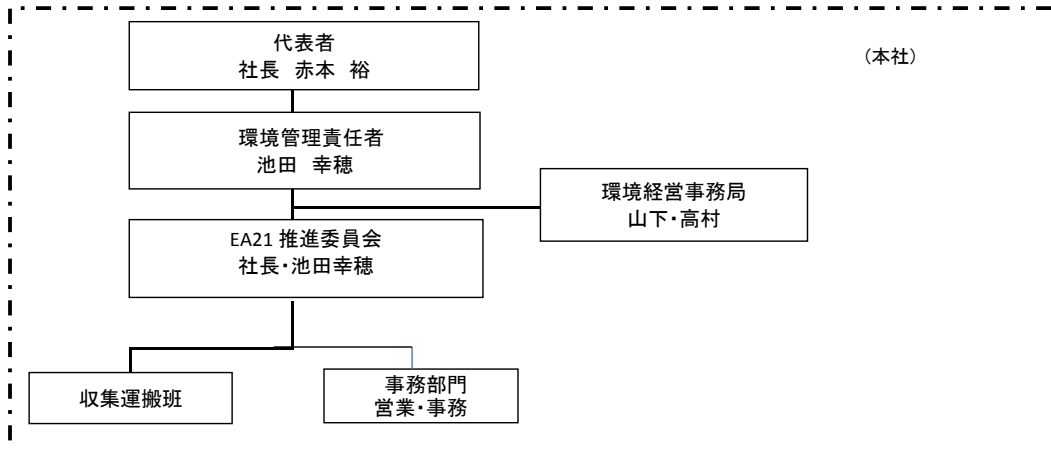 代表者
社長 赤本 裕
（本社）
環境管理責任者
池田 幸穂
環境経営事務局
山下・高村
EA21 推進委員会
社長・池田幸穂
収集運搬班
事務部門
営業・事務